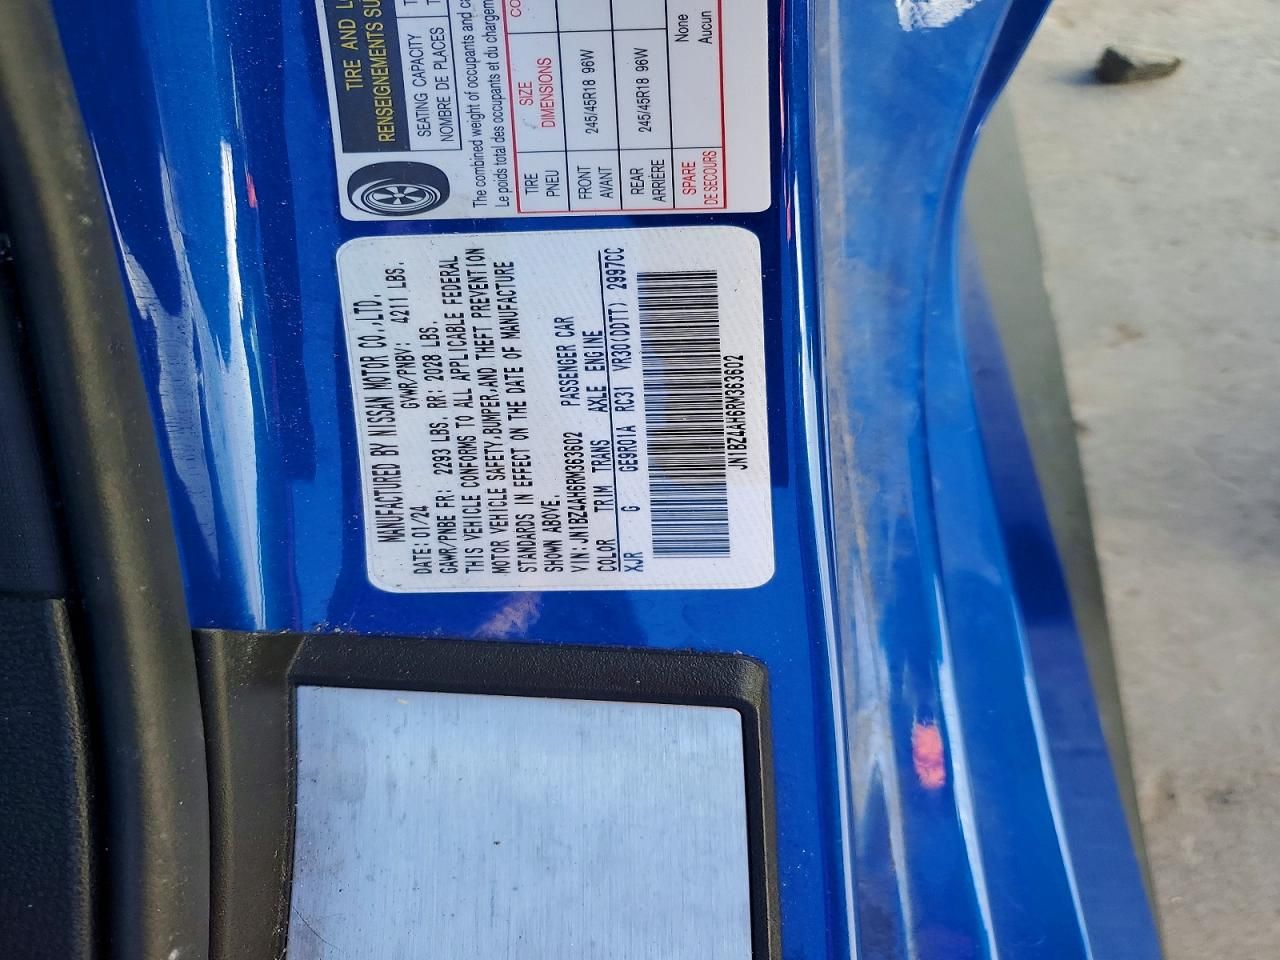 TIRE AND
RENSEIGNEMENTS
SEATING CAPACITY
NOMBRE DE PLACES
The combined weight of occupants and
Le poids total des occupants et du
TIRE SIZE
PNEU DIMENSIONS
FRONT 245/45R18 96W
AVANT
REAR 245/45R18 96W
ARRIÈRE
SPARE None
DE SECOURS Aucun
MANUFACTURED BY NISSAN MOTOR CO.,LTD.
DATE: 01/24 GVWR/PNBV: 4211 LBS.
GAWR/PNBE FR: 2293 LBS. RR: 2028 LBS.
THIS VEHICLE CONFORMS TO ALL APPLICABLE FEDERAL
MOTOR VEHICLE SAFETY,BUMPER,AND THEFT PREVENTION
STANDARDS IN EFFECT ON THE DATE OF MANUFACTURE
SHOWN ABOVE.
VIN: JN1BZ4AH6RM363602 PASSENGER CAR
COLOR TRIM TRANS AXLE ENGINE
XJR G GE9R01A RC31 VR30(DDTT) 2997CC
JN1BZ4AH6RM363602